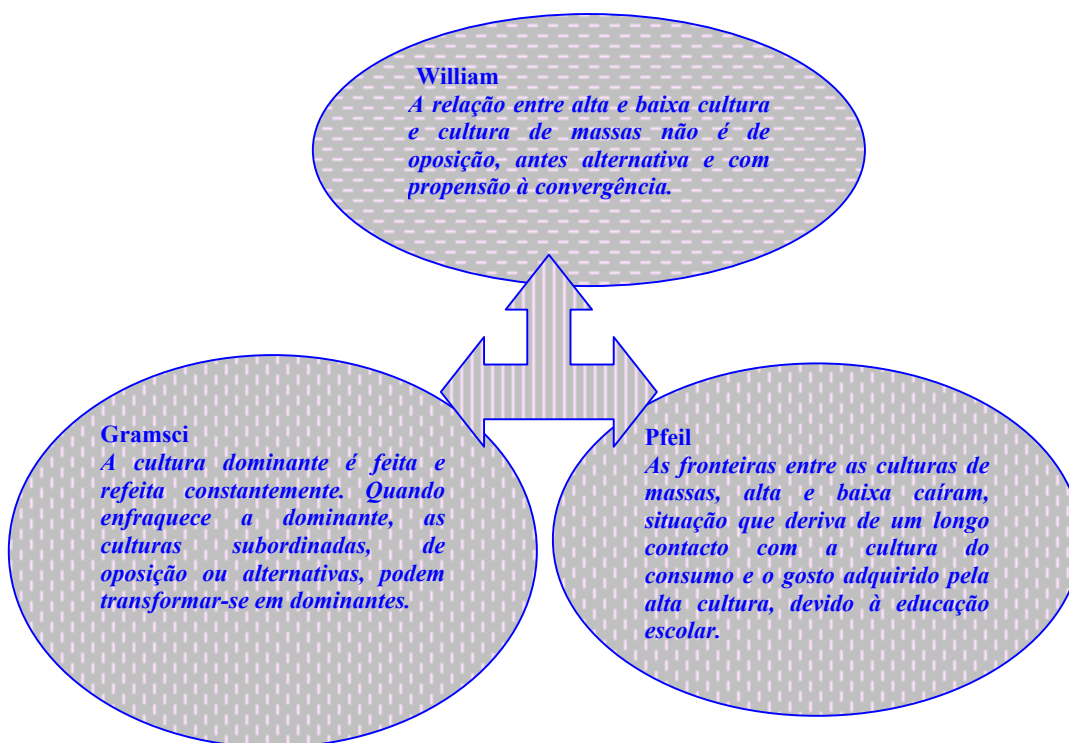 William
A relação entre alta e baixa cultura
e cultura de massas não é de
oposição, antes alternativa e com
propensão à convergência.
Gramsci
A cultura dominante é feita e
refeita constantemente. Quando
enfraquece a dominante, as
culturas subordinadas, de
oposição ou alternativas, podem
transformar-se em dominantes.
Pfeil
As fronteiras entre as culturas de
massas, alta e baixa caíram,
situação que deriva de um longo
contacto com a cultura do
consumo e o gosto adquirido pela
alta cultura, devido à educação
escolar.